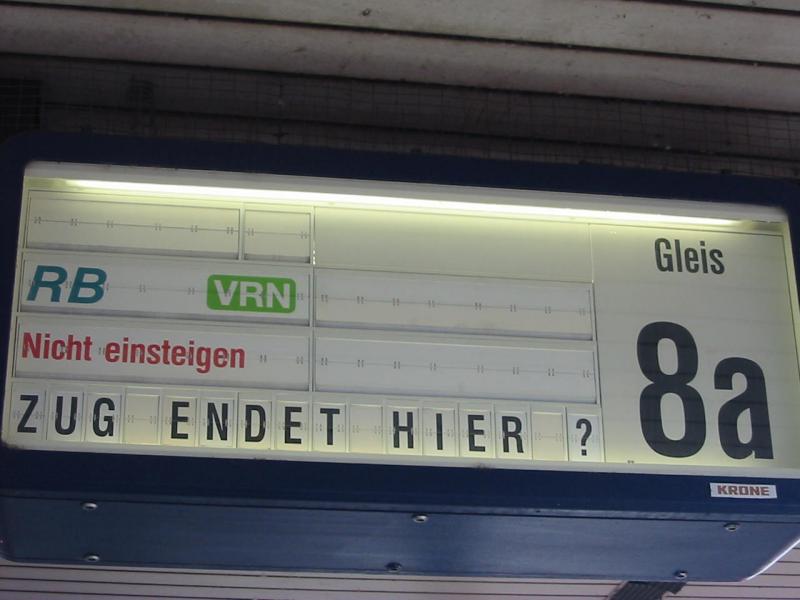 Gleis
RB VRN
Nicht einsteigen
8a
ZUG ENDET HIER ?
KRONE